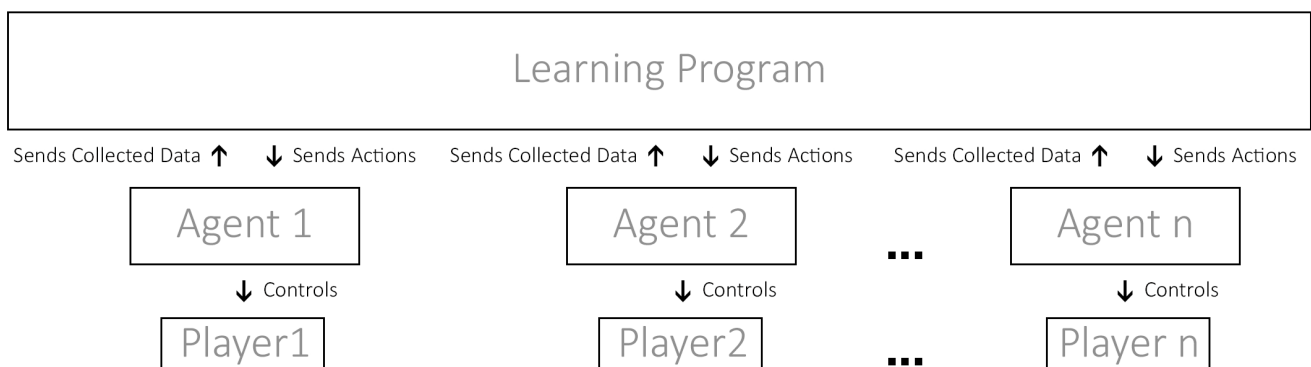 Learning Program
Sends Collected Data ↑ ↓ Sends Actions Sends Collected Data ↑ ↓ Sends Actions Sends Collected Data ↑ ↓ Sends Actions
Agent 1 Agent 2 ... Agent n
↓ Controls ↓ Controls ↓ Controls
Player1 Player2 ... Player n